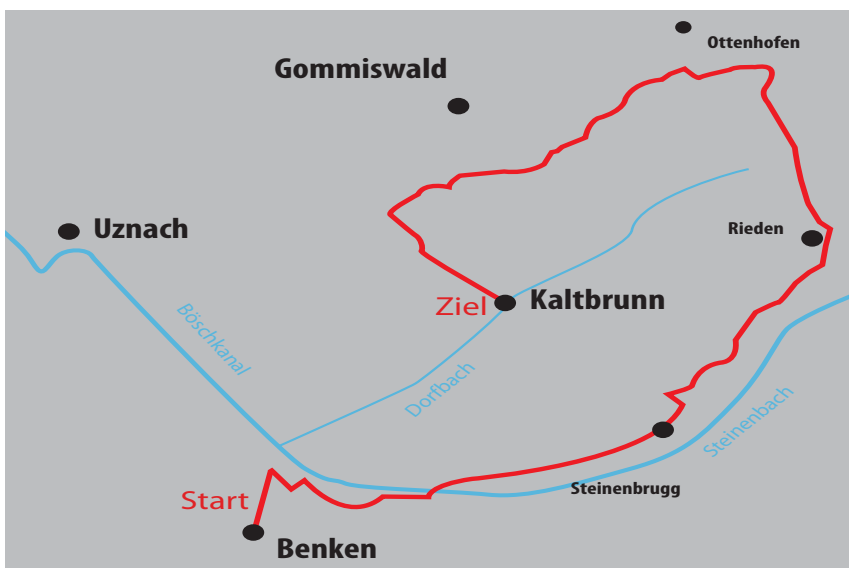 Ottenhofen
Gommiswald
Uznach
Rieden
Ziel
Kaltbrunn
Böschkanal
Dorfbach
Steinenbach
Start
Steinenbrugg
Benken